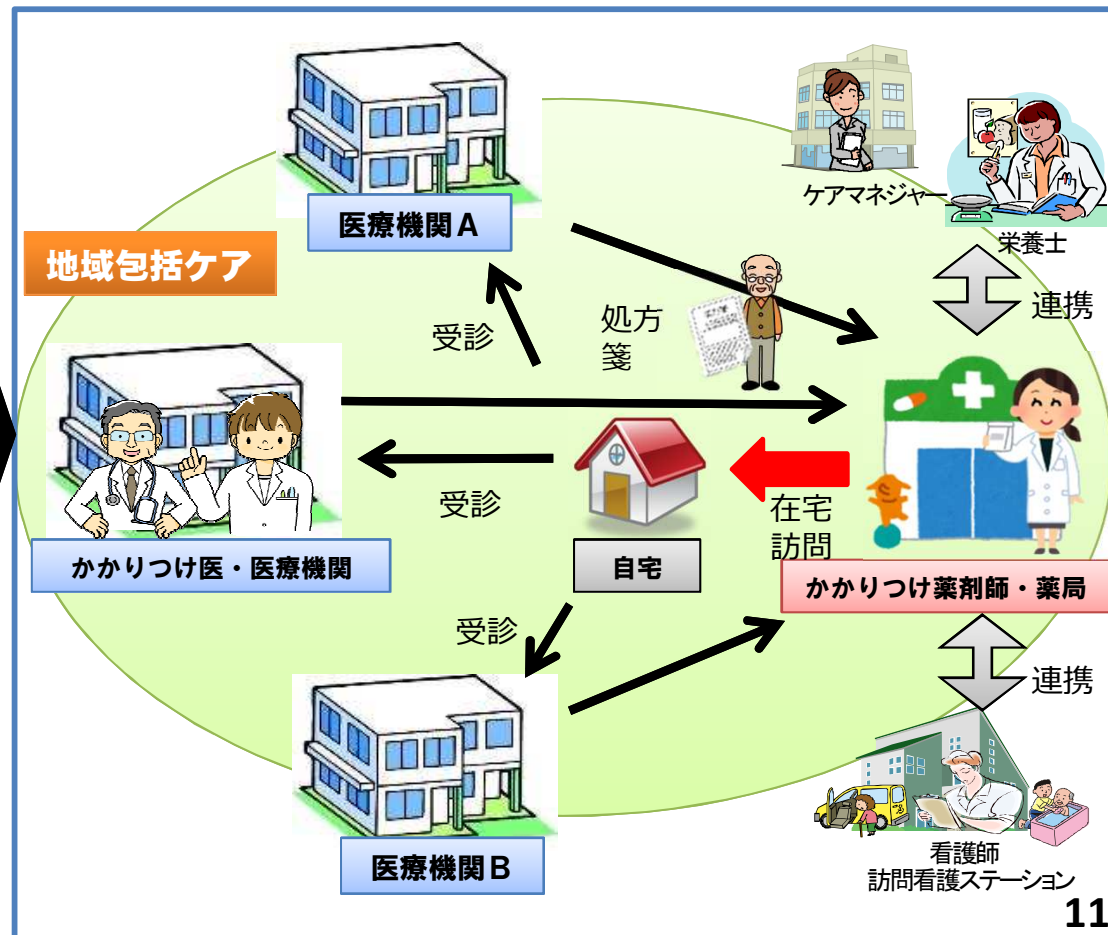 ケアマネジャー
栄養士
医療機関A
地域包括ケア
受診
処方
箋
連携
受診
在宅
訪問
かかりつけ医・医療機関
自宅
かかりつけ薬剤師・薬局
受診
連携
医療機関B
看護師
訪問看護ステーション
11